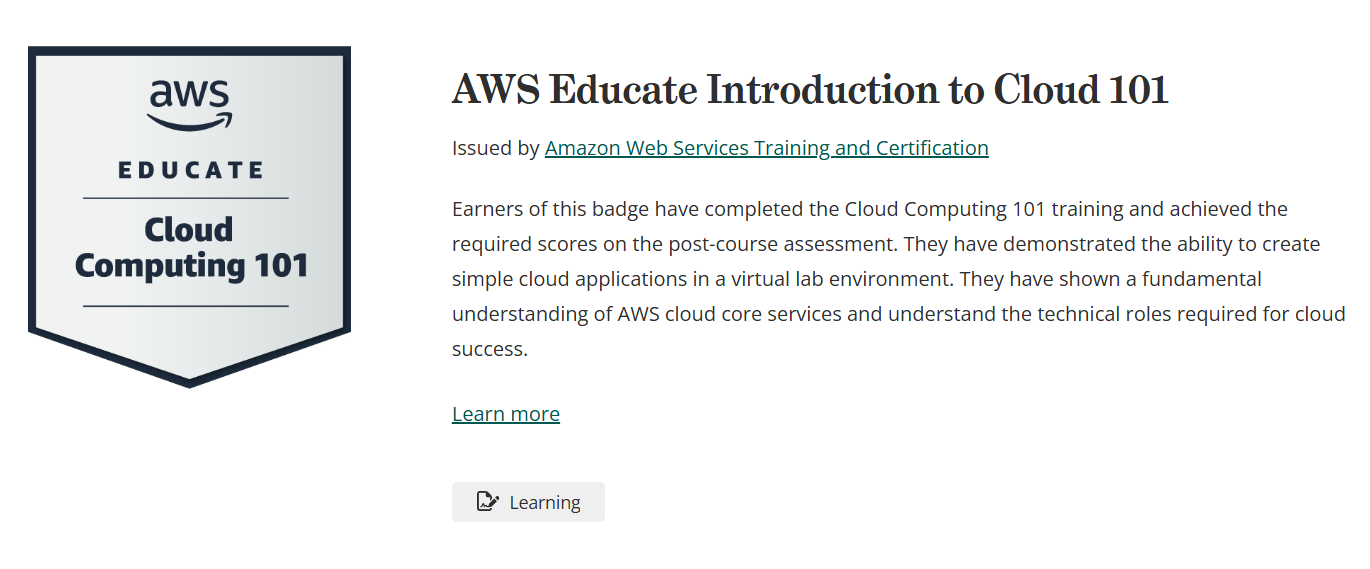 aws
EDUCATE
Cloud
Computing 101
AWS Educate Introduction to Cloud 101
Issued by Amazon Web Services Training and Certification
Earners of this badge have completed the Cloud Computing 101 training and achieved the
required scores on the post-course assessment. They have demonstrated the ability to create
simple cloud applications in a virtual lab environment. They have shown a fundamental
understanding of AWS cloud core services and understand the technical roles required for cloud
success.
Learn more
Learning